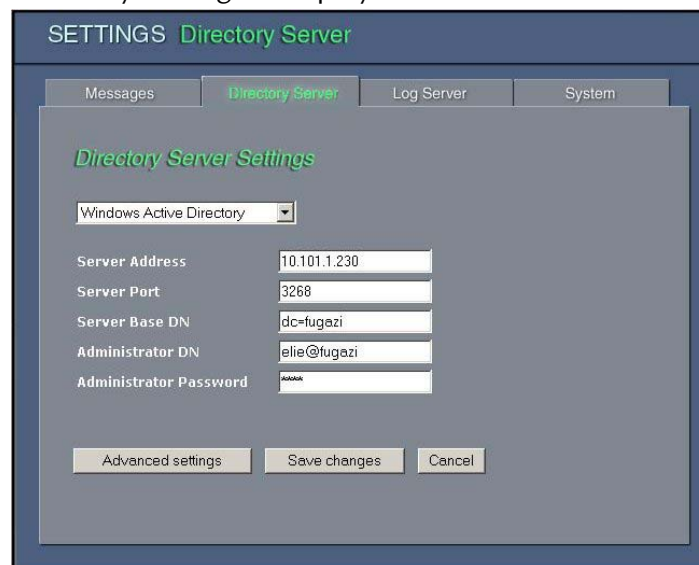 SETTINGS Directory Server
Messages Directory Server Log Server System
Directory Server Settings
Windows Active Directory
Server Address 10.101.1.230
Server Port 3268
Server Base DN dc=fugazi
Administrator DN elie@fugazi
Administrator Password ****
Advanced settings Save changes Cancel